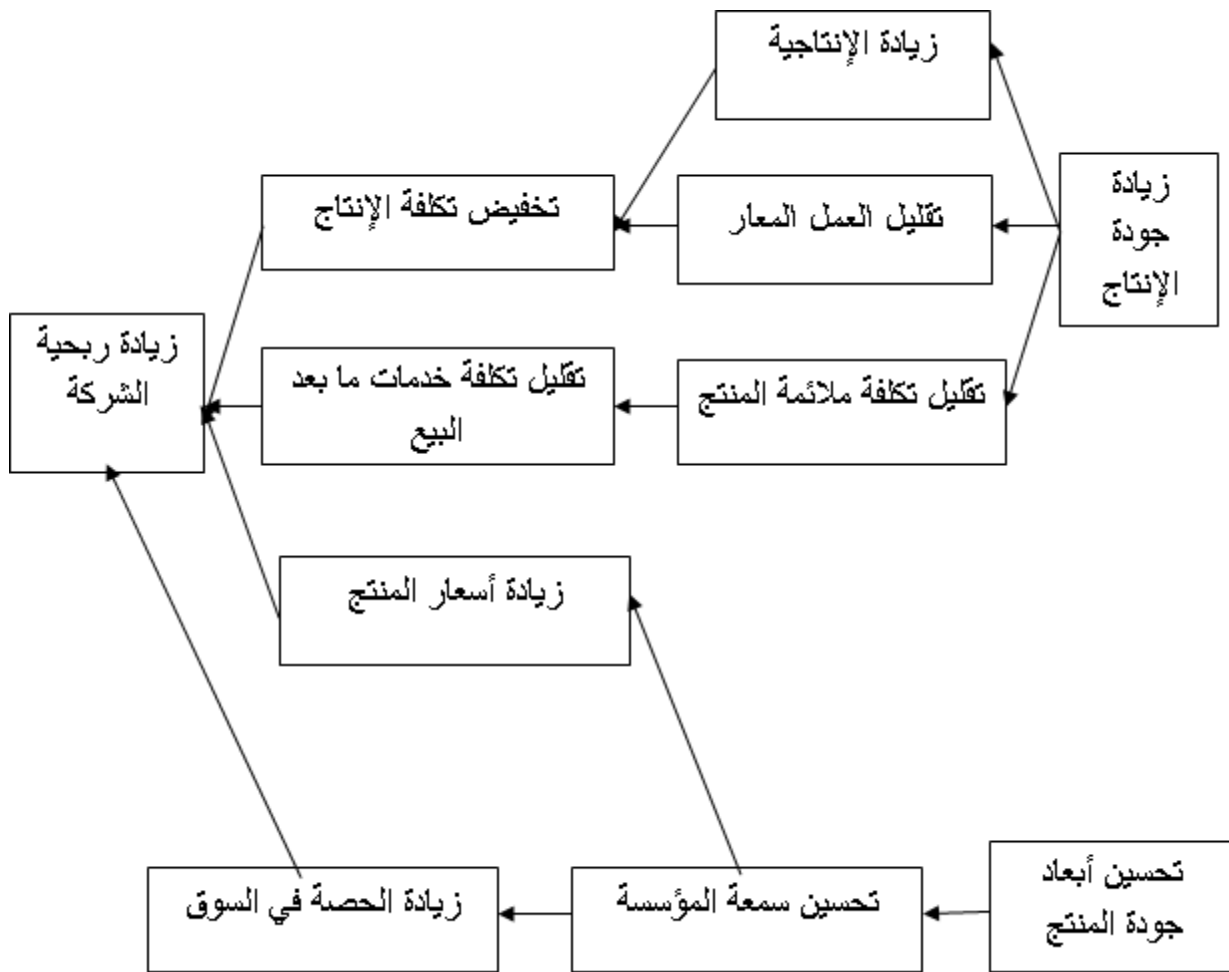 زيادة الإنتاجية
زيادة
جودة
الإنتاج
تقليل العمل المعار
تخفيض تكلفة الإنتاج
تقليل تكلفة ملائمة المنتج
تقليل تكلفة خدمات ما بعد
البيع
زيادة ربحية
الشركة
زيادة أسعار المنتج
تحسين أبعاد
جودة المنتج
تحسين سمعة المؤسسة
زيادة الحصة في السوق